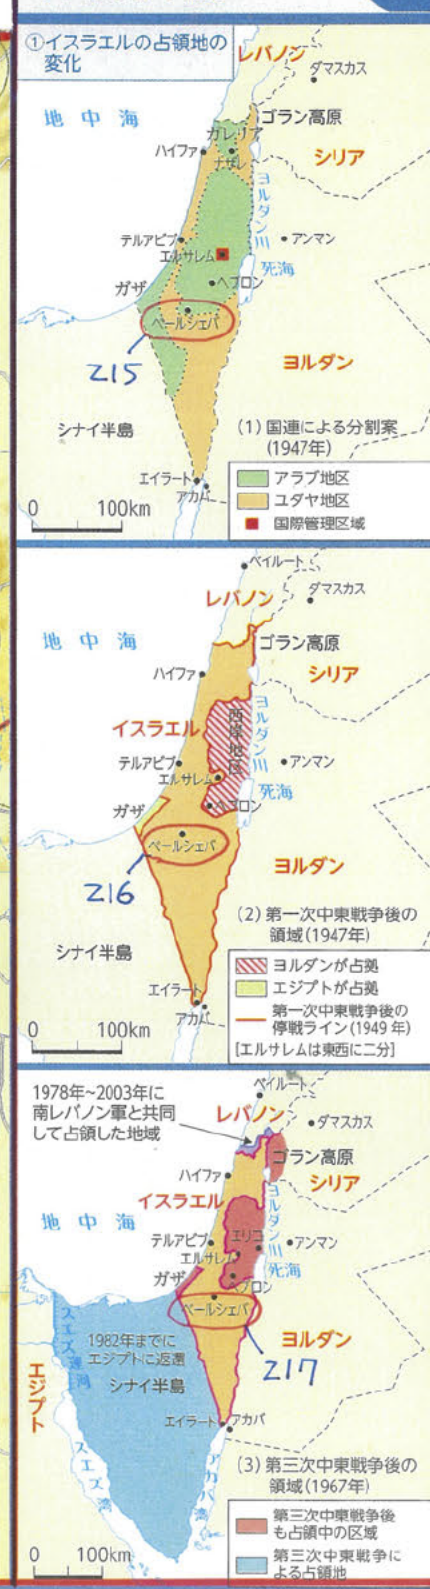 ①イスラエルの占領地の
変化
レバノン
ダマスカス
地中海
ゴラン高原
ガレリア
ハイファ
ナザレ
シリア
ヨルダン川
テルアビブ
アンマン
エルサレム
死海
ガザ
ヘブロン
ベールシェバ
215
ヨルダン
シナイ半島
(1) 国連による分割案
(1947年)
エイラート
アカバ
アラブ地区
ユダヤ地区
国際管理区域
0 100km
ベイルート
レバノン
ダマスカス
地中海
ゴラン高原
ハイファ
シリア
イスラエル
西岸地区
ヨルダン川
テルアビブ
アンマン
エルサレム
死海
ガザ
ヘブロン
ベールシェバ
ヨルダン
216
(2) 第一次中東戦争後の
領域(1947年)
シナイ半島
エイラート
アカバ
ヨルダンが占拠
エジプトが占拠
第一次中東戦争後の
停戦ライン(1949年)
[エルサレムは東西に二分]
0 100km
1978年~2003年に
南レバノン軍と共同
して占領した地域
ベイルート
レバノン
ダマスカス
ゴラン高原
ハイファ
シリア
イスラエル
ヨルダン川
地中海
テルアビブ
エリコ
アンマン
エルサレム
死海
ガザ
ヘブロン
ベールシェバ
スエズ運河
1982年までに
エジプトに返還
ヨルダン
217
シナイ半島
エジプト
エイラート
アカバ
スエズ湾
アカバ湾
(3) 第三次中東戦争後の
領域(1967年)
第三次中東戦争後
も占領中の区域
第三次中東戦争に
よる占領地
0 100km